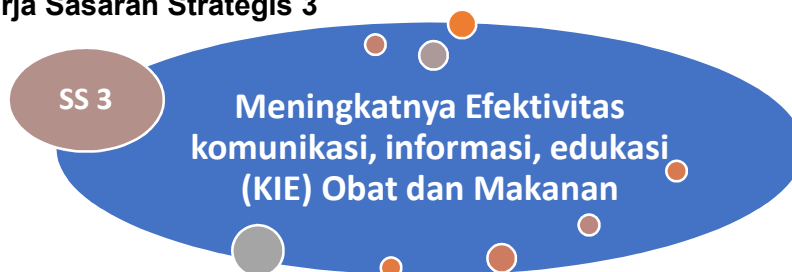 rja Sasaran Strategis 3
SS 3
Meningkatnya Efektivitas
komunikasi, informasi, edukasi
(KIE) Obat dan Makanan